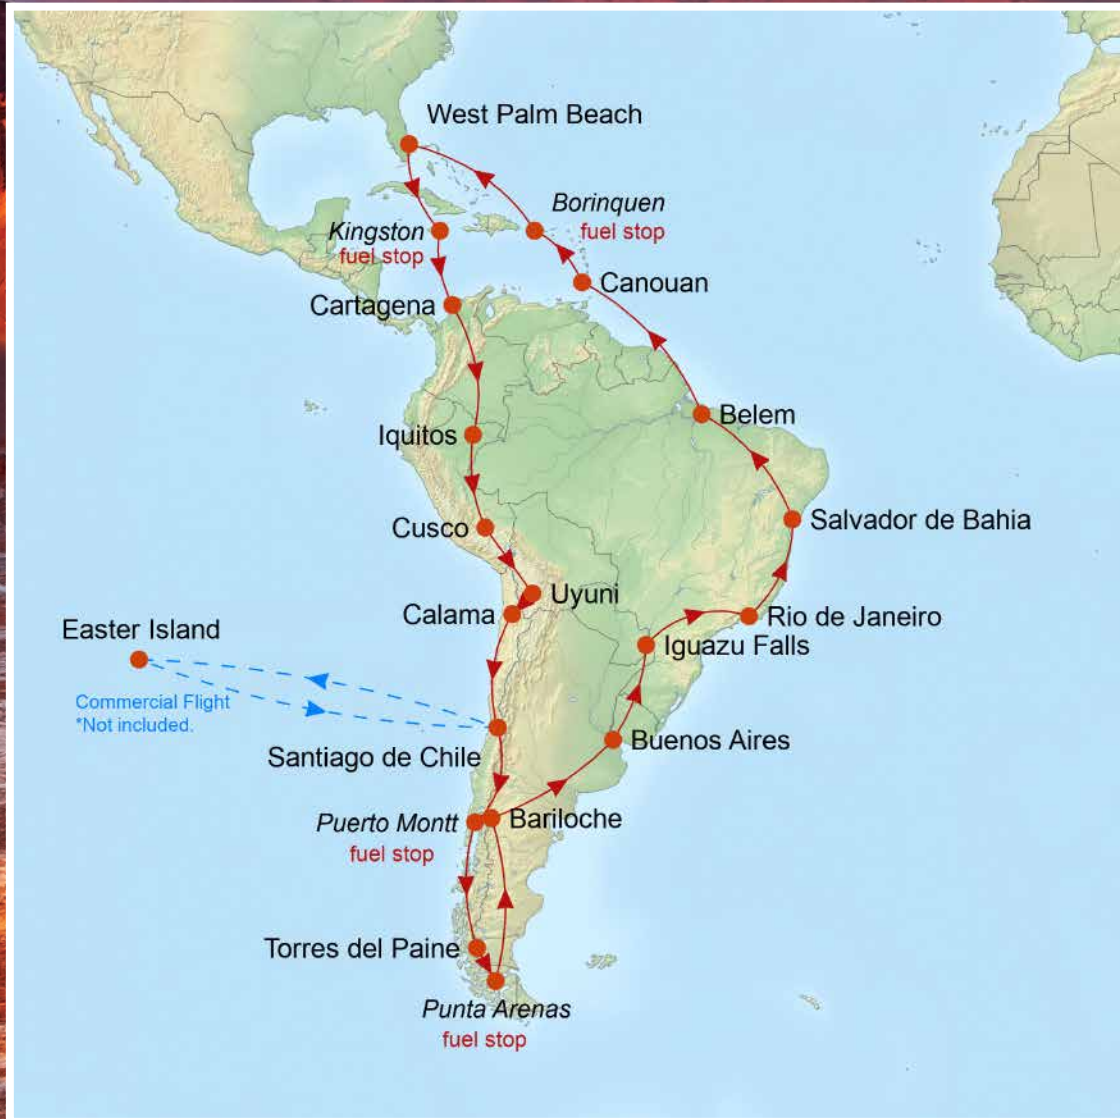 West Palm Beach
Borinquen
fuel stop
Kingston
fuel stop
Canouan
Cartagena
Belem
Iquitos
Salvador de Bahia
Cusco
Uyuni
Calama
Rio de Janeiro
Easter Island
Iguazu Falls
Commercial Flight
*Not included.
Buenos Aires
Santiago de Chile
Puerto Montt
fuel stop
Bariloche
Torres del Paine
Punta Arenas
fuel stop